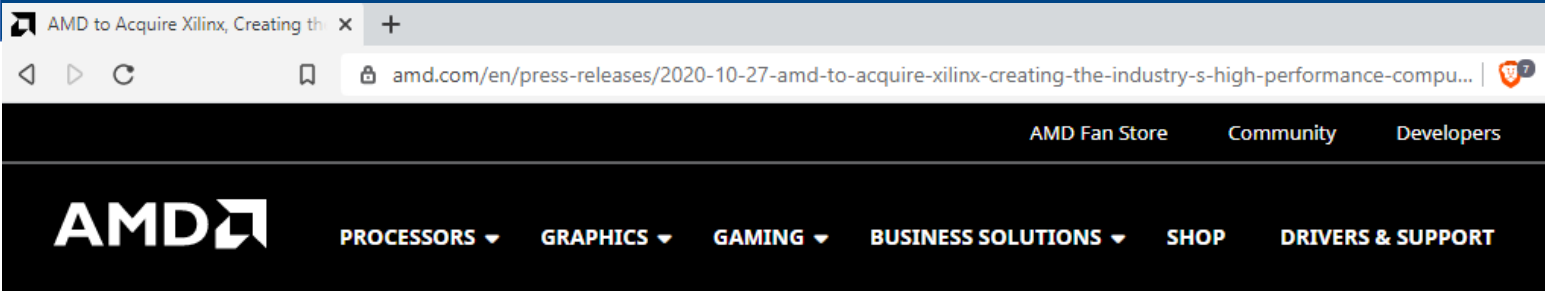 AMD to Acquire Xilinx, Creating th
amd.com/en/press-releases/2020-10-27-amd-to-acquire-xilinx-creating-the-industry-s-high-performance-compu...
7
AMD Fan Store Community Developers
AMD PROCESSORS GRAPHICS GAMING BUSINESS SOLUTIONS SHOP DRIVERS & SUPPORT